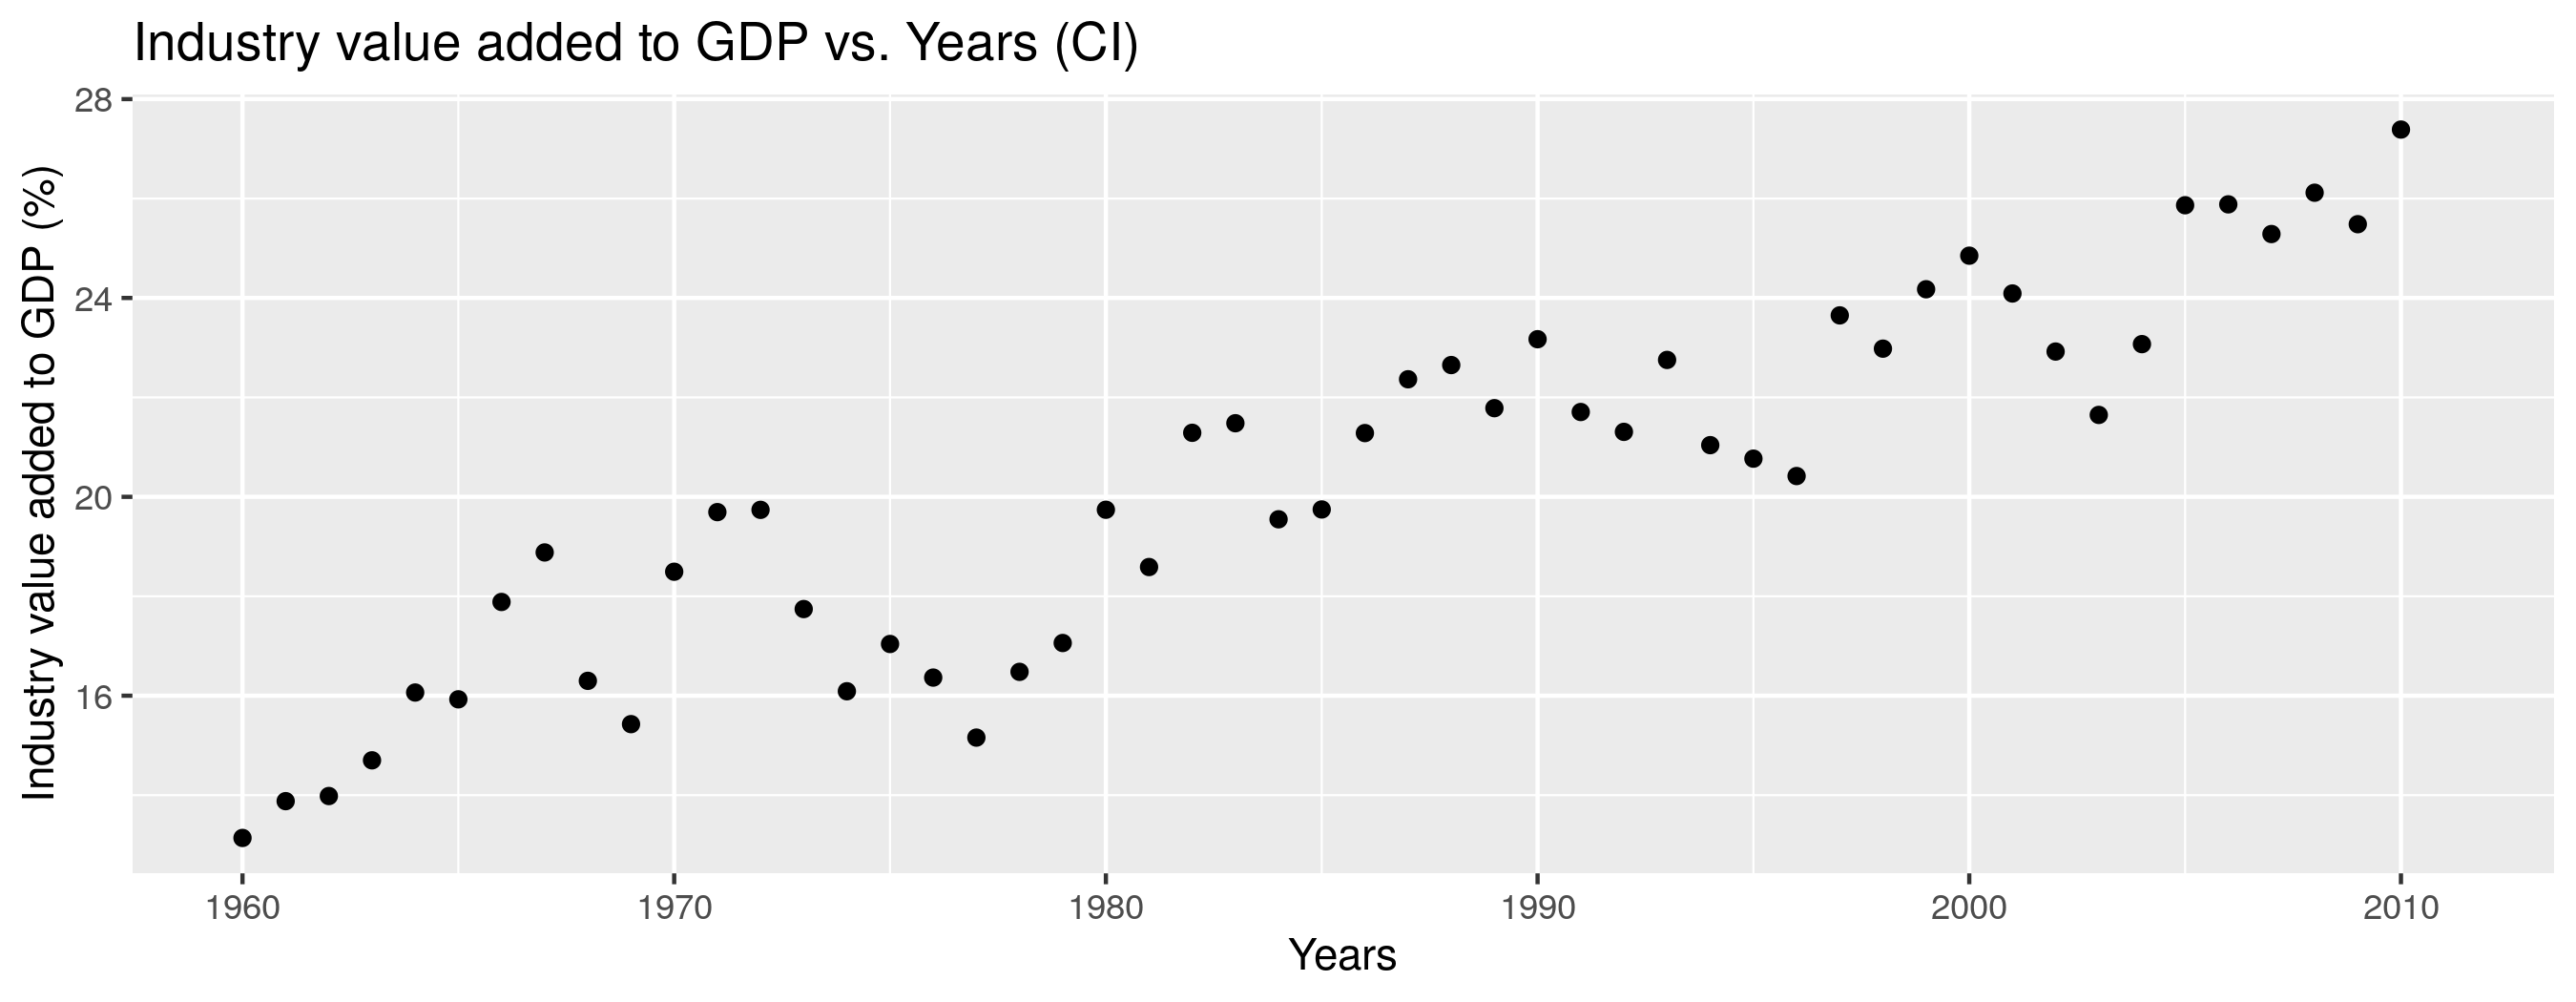 Industry value added to GDP vs. Years (CI)
Industry value added to GDP (%)
28
24
20
16
1960 1970 1980 1990 2000 2010
Years